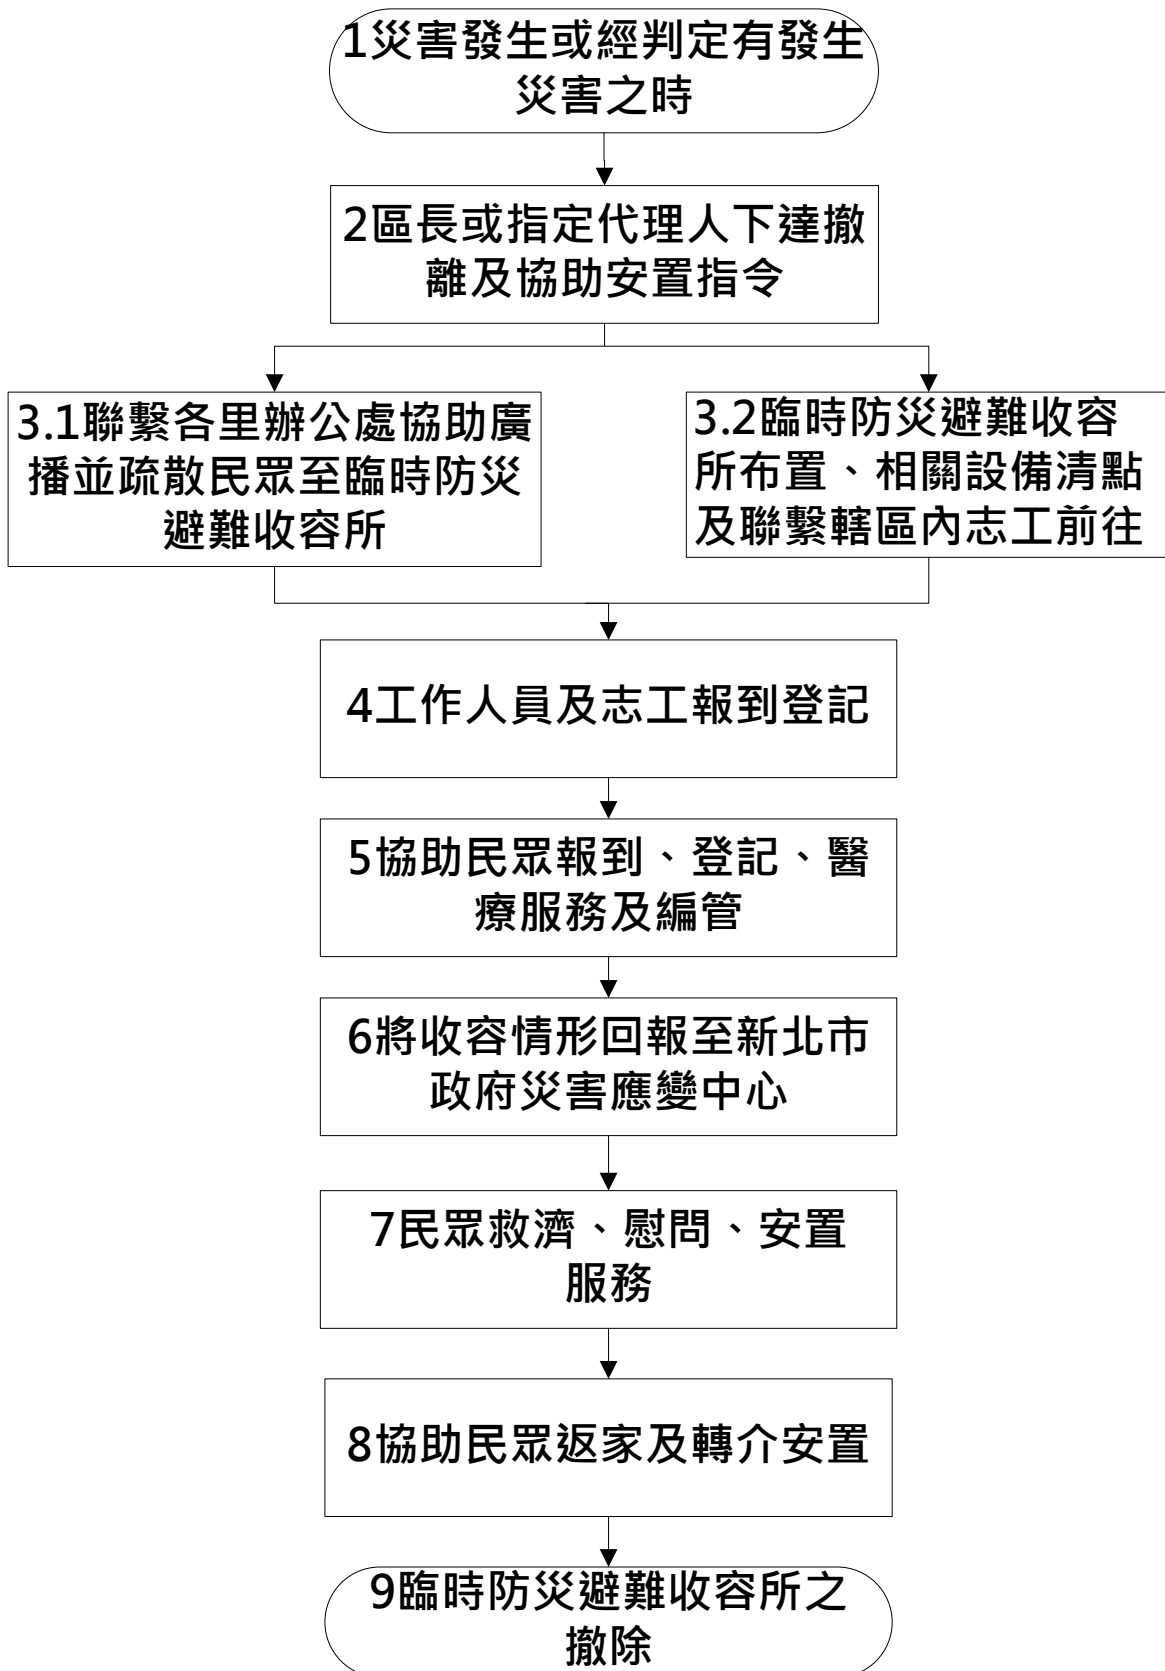 1災害發生或經判定有發生
災害之時
2區長或指定代理人下達撤
離及協助安置指令
3.1聯繫各里辦公處協助廣
播並疏散民眾至臨時防災
避難收容所
3.2臨時防災避難收容
所布置、相關設備清點
及聯繫轄區內志工前往
4工作人員及志工報到登記
5協助民眾報到、登記、醫
療服務及編管
6將收容情形回報至新北市
政府災害應變中心
7民眾救濟、慰問、安置
服務
8協助民眾返家及轉介安置
9臨時防災避難收容所之
撤除